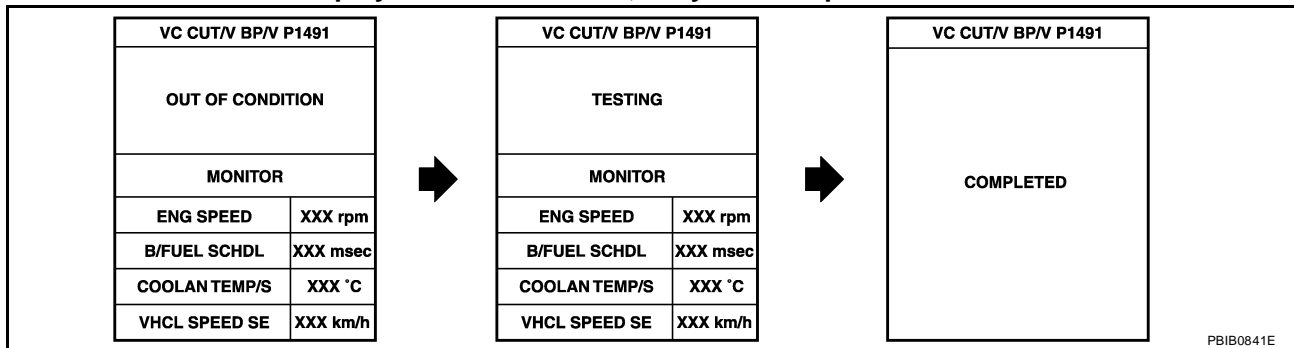 VC CUT/V BP/V P1491
OUT OF CONDITION
MONITOR
ENG SPEED XXX rpm
B/FUEL SCHDL XXX msec
COOLAN TEMP/S XXX °C
VHCL SPEED SE XXX km/h
VC CUT/V BP/V P1491
TESTING
MONITOR
ENG SPEED XXX rpm
B/FUEL SCHDL XXX msec
COOLAN TEMP/S XXX °C
VHCL SPEED SE XXX km/h
VC CUT/V BP/V P1491
COMPLETED
PBIB0841E